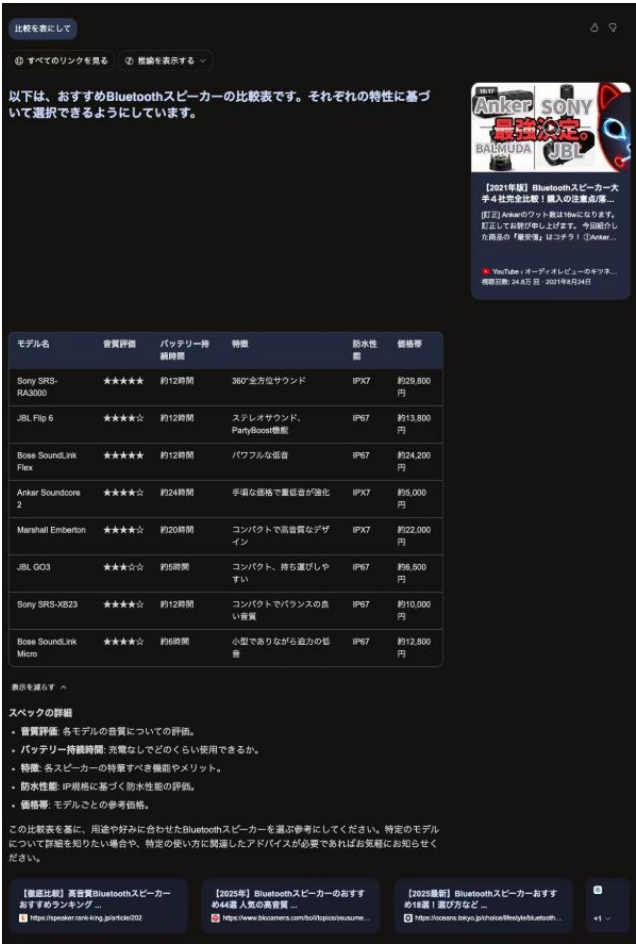 比較を表にして
すべてのリンクを見る 推論を表示する
以下は、おすすめBluetoothスピーカーの比較表です。それぞれの特性に基づ
いて選択できるようにしています。
15:17
Anker SONY
最強決定。
BALMUDA JBL
【2021年版】Bluetoothスピーカー大
手４社完全比較！購入の注意点/落...
[訂正] Ankerのワット数は16wになります。
訂正してお詫び申し上げます。 今回紹介し
た商品の「最安値」はコチラ！ ①Anker...
YouTube › オーディオレビューのキツネ...
視聴回数: 24.8万 回 · 2021年8月24日
モデル名 音質評価 バッテリー持続時間 特徴 防水性能 価格帯
Sony SRS-RA3000 ★★★★★ 約12時間 360°全方位サウンド IPX7 約29,800円
JBL Flip 6 ★★★★☆ 約12時間 ステレオサウンド、PartyBoost機能 IP67 約13,800円
Bose SoundLink Flex ★★★★★ 約12時間 パワフルな低音 IP67 約24,200円
Anker Soundcore 2 ★★★★☆ 約24時間 手頃な価格で重低音が強化 IPX7 約5,000円
Marshall Emberton ★★★★☆ 約20時間 コンパクトで高音質なデザイン IPX7 約22,000円
JBL GO3 ★★★☆☆ 約5時間 コンパクト、持ち運びしやすい IP67 約6,500円
Sony SRS-XB23 ★★★★☆ 約12時間 コンパクトでバランスの良い音質 IP67 約10,000円
Bose SoundLink Micro ★★★★☆ 約6時間 小型でありながら迫力の低音 IP67 約12,800円
表示を減らす
スペックの詳細
• 音質評価: 各モデルの音質についての評価。
• バッテリー持続時間: 充電なしでどのくらい使用できるか。
• 特徴: 各スピーカーの特筆すべき機能やメリット。
• 防水性能: IP規格に基づく防水性能の評価。
• 価格帯: モデルごとの参考価格。
この比較表を基に、用途や好みに合わせたBluetoothスピーカーを選ぶ参考にしてください。特定のモデル
について詳細を知りたい場合や、特定の使い方に関連したアドバイスが必要であればお気軽にお知らせく
ださい。
【徹底比較】高音質Bluetoothスピーカー
おすすめランキング ...
https://speaker.rank-king.jp/article/202
【2025年】Bluetoothスピーカーのおすす
め44選 人気の高音質 ...
https://www.biccamera.com/bc/i/topics/osusume...
【2025最新】Bluetoothスピーカーおすす
め18選！選び方など ...
https://oceans.tokyo.jp/choice/lifestyle/bluetooth...
+1